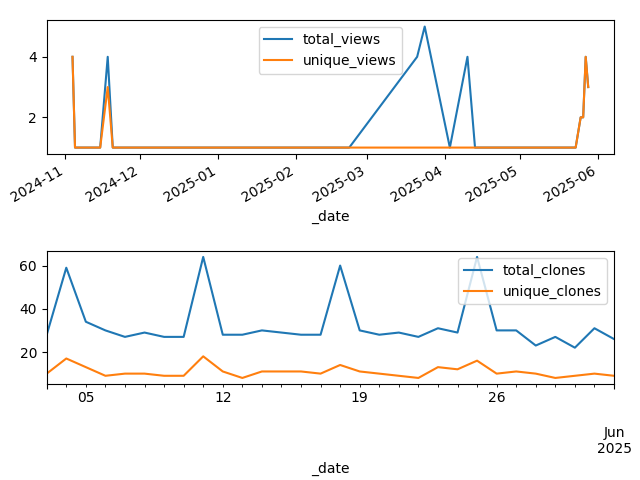 total_views
unique_views
4
2
2024-11
2024-12
2025-01
2025-02
2025-03
2025-04
2025-05
2025-06
_date
total_clones
unique_clones
60
40
20
05
12
19
26
Jun
2025
_date